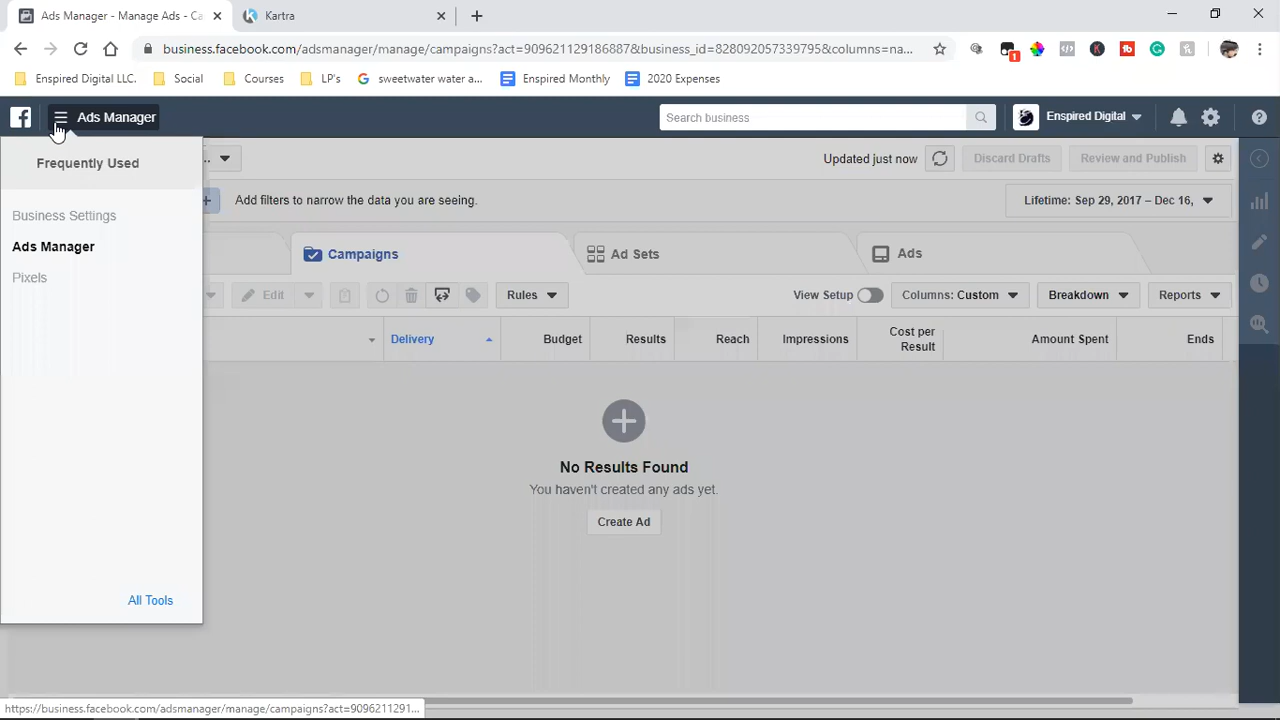 Ads Manager - Manage Ads - Ca
Kartra
business.facebook.com/adsmanager/manage/campaigns?act=909621129186887&business_id=828092057339795&columns=na...
1
Enspired Digital LLC.
Social
Courses
LP's
sweetwater water a...
Enspired Monthly
2020 Expenses
Ads Manager
Search business
Enspired Digital
Frequently Used
Business Settings
Ads Manager
Pixels
All Tools
..
Updated just now
Discard Drafts
Review and Publish
Add filters to narrow the data you are seeing.
Lifetime: Sep 29, 2017 – Dec 16,
Campaigns
Ad Sets
Ads
Edit
Rules
View Setup
Columns: Custom
Breakdown
Reports
Delivery
Budget
Results
Reach
Impressions
Cost per
Result
Amount Spent
Ends
No Results Found
You haven't created any ads yet.
Create Ad
https://business.facebook.com/adsmanager/manage/campaigns?act=9096211291...